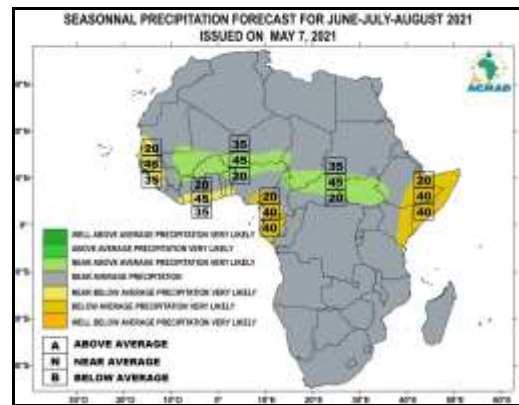 SEASONNAL PRECIPITATION FORECAST FOR JUNE-JULY-AUGUST 2021
ISSUED ON MAY 7, 2021
ACMAD
20
45
35
35
45
20
20
45
35
20
40
40
35
45
20
20
40
40
WELL ABOVE AVERAGE PRECIPITATION VERY LIKELY
ABOVE AVERAGE PRECIPITATION VERY LIKELY
NEAR ABOVE AVERAGE PRECIPITATION VERY LIKELY
NEAR AVERAGE PRECIPITATION
NEAR BELOW AVERAGE PRECIPITATION VERY LIKELY
BELOW AVERAGE PRECIPITATION VERY LIKELY
WELL BELOW AVERAGE PRECIPITATION VERY LIKELY
A ABOVE AVERAGE
N NEAR AVERAGE
B BELOW AVERAGE